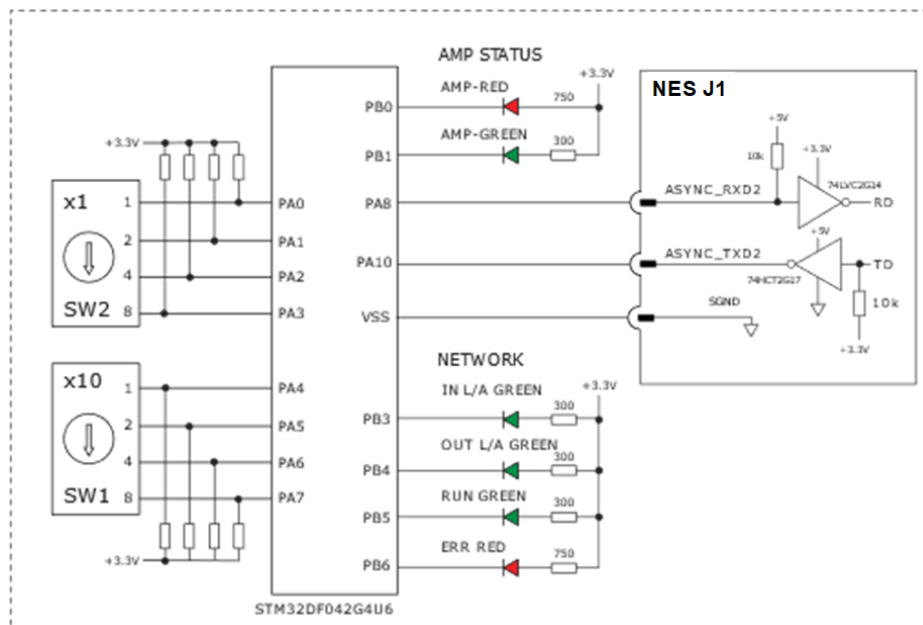 AMP STATUS
+3.3V
AMP-RED
PB0
750
AMP-GREEN
PB1
300
+3.3V
x1
1
2
4
8
SW2
PA0
PA1
PA2
PA3
x10
1
2
4
8
SW1
PA4
PA5
PA6
PA7
+3.3V
PA8
PA10
VSS
NES J1
+5V
10k
+3.3V
74LVC2G14
ASYNC_RXD2
RD
+5V
ASYNC_TXD2
TD
74HCT2G17
SGND
10k
+3.3V
NETWORK
+3.3V
IN L/A GREEN
PB3
300
OUT L/A GREEN
PB4
300
RUN GREEN
PB5
300
ERR RED
PB6
750
STM32DF042G4U6